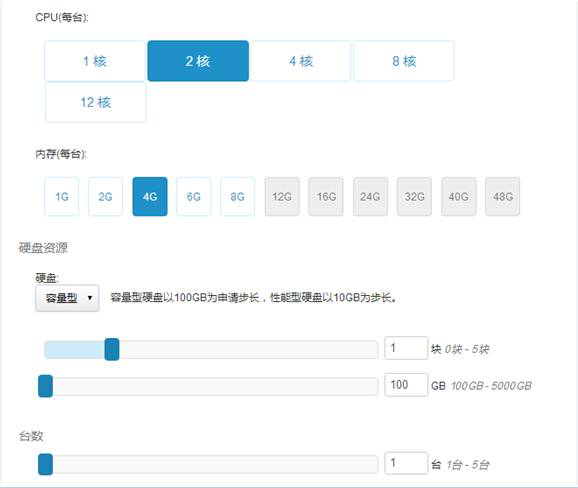 CPU(每台):
1 核 2 核 4 核 8 核
12 核
内存(每台):
1G 2G 4G 6G 8G 12G 16G 24G 32G 40G 48G
硬盘资源
硬盘:
容量型 容量型硬盘以100GB为申请步长，性能型硬盘以10GB为步长。
1 块 0块 - 5块
100 GB 100GB - 5000GB
台数
1 台 1台 - 5台